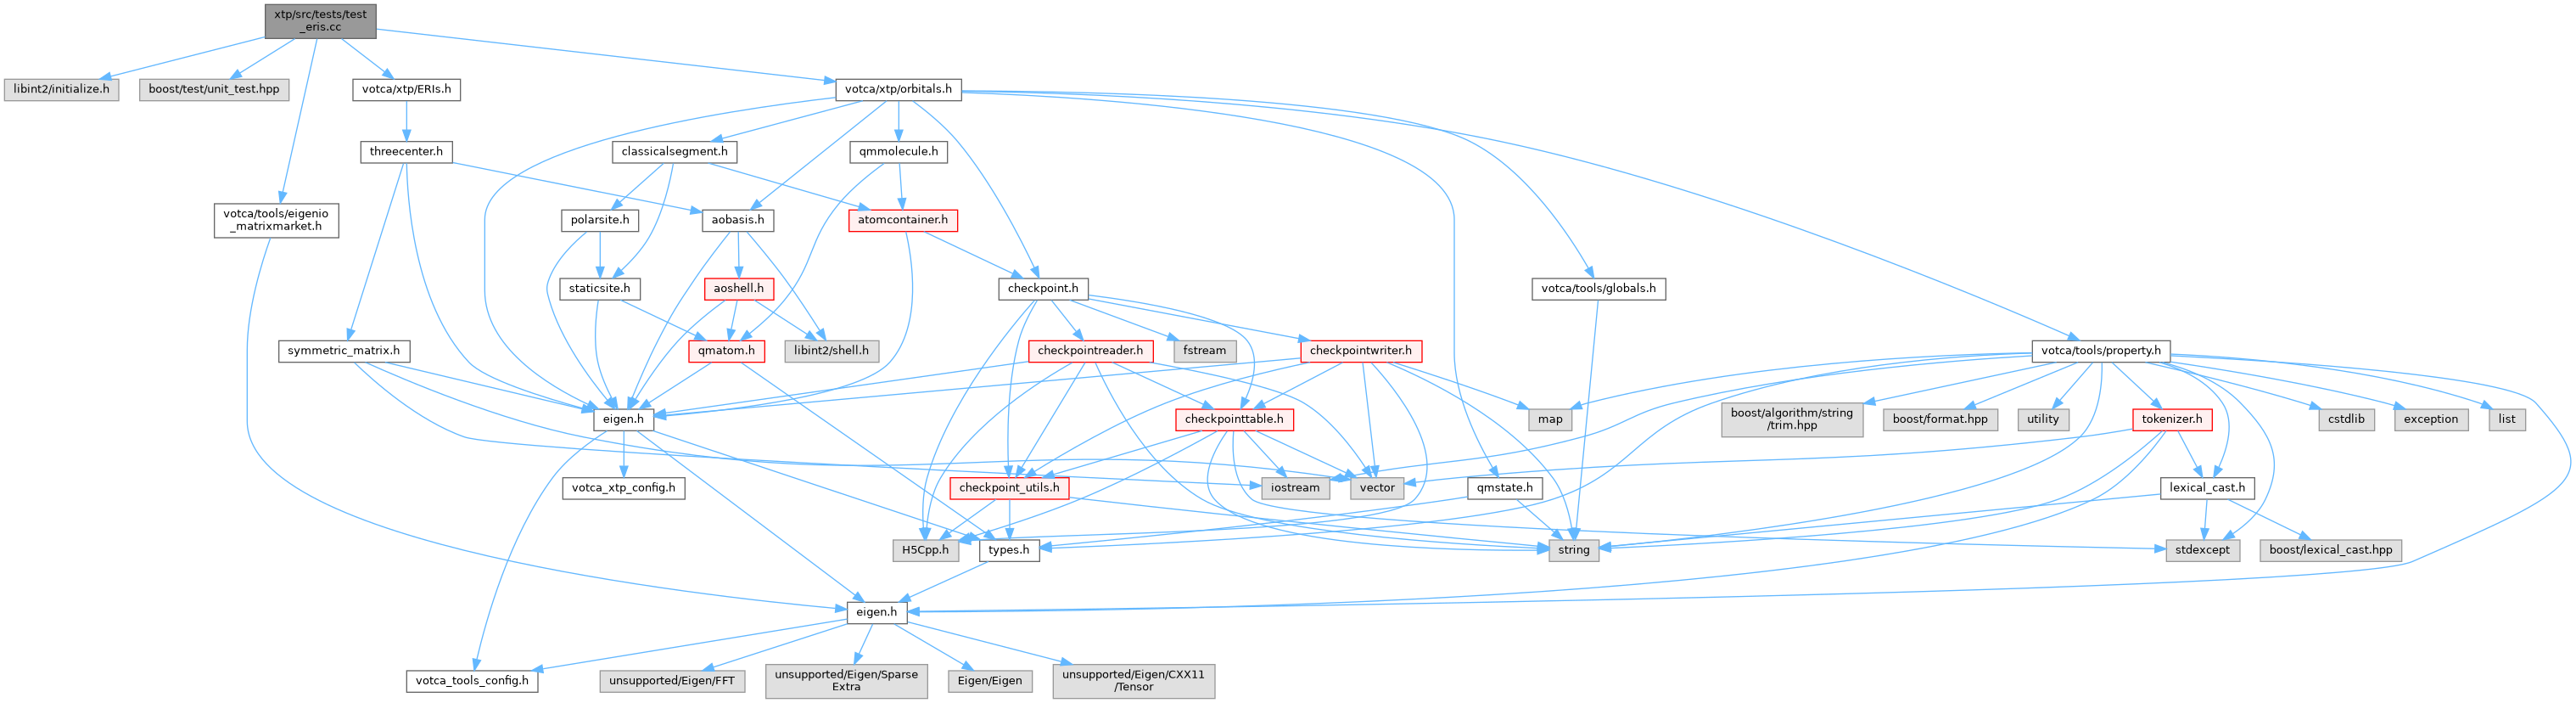 xtp/src/tests/test
_eris.cc
libint2/initialize.h
boost/test/unit_test.hpp
votca/xtp/ERIs.h
votca/xtp/orbitals.h
threecenter.h
classicalsegment.h
qmmolecule.h
votca/tools/eigenio
_matrixmarket.h
polarsite.h
aobasis.h
atomcontainer.h
staticsite.h
aoshell.h
checkpoint.h
votca/tools/globals.h
symmetric_matrix.h
qmatom.h
libint2/shell.h
checkpointreader.h
fstream
checkpointwriter.h
votca/tools/property.h
eigen.h
checkpointtable.h
map
boost/algorithm/string
/trim.hpp
boost/format.hpp
utility
tokenizer.h
cstdlib
exception
list
votca_xtp_config.h
checkpoint_utils.h
iostream
vector
qmstate.h
lexical_cast.h
H5Cpp.h
types.h
string
stdexcept
boost/lexical_cast.hpp
eigen.h
votca_tools_config.h
unsupported/Eigen/FFT
unsupported/Eigen/Sparse
Extra
Eigen/Eigen
unsupported/Eigen/CXX11
/Tensor